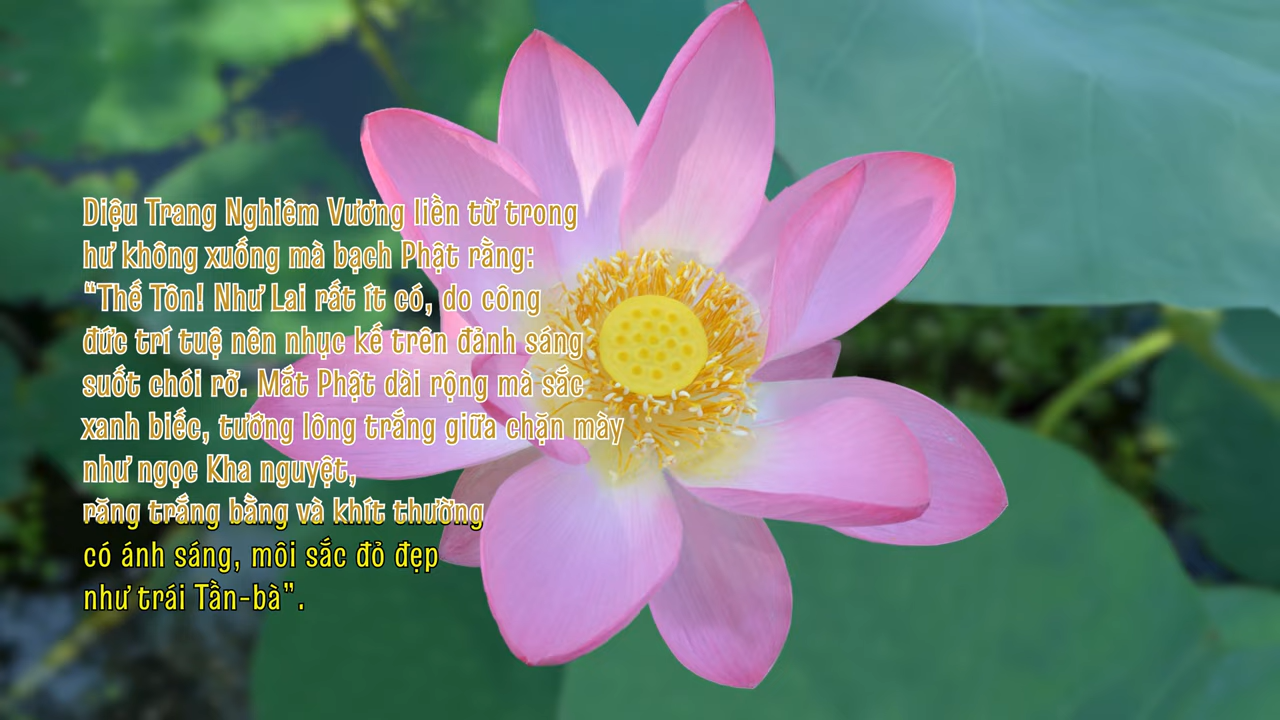 Diệu Trang Nghiêm Vương liền từ trong
hư không xuống mà bạch Phật rằng:
“Thế Tôn! Như Lai rất ít có, do công
đức trí tuệ nên nhục kế trên đảnh sáng
suốt chói rỡ. Mắt Phật dài rộng mà sắc
xanh biếc, tướng lông trắng giữa chặn mày
như ngọc Kha nguyệt,
răng trắng bằng và khít thường
có ánh sáng, môi sắc đỏ đẹp
như trái Tần-bà”.